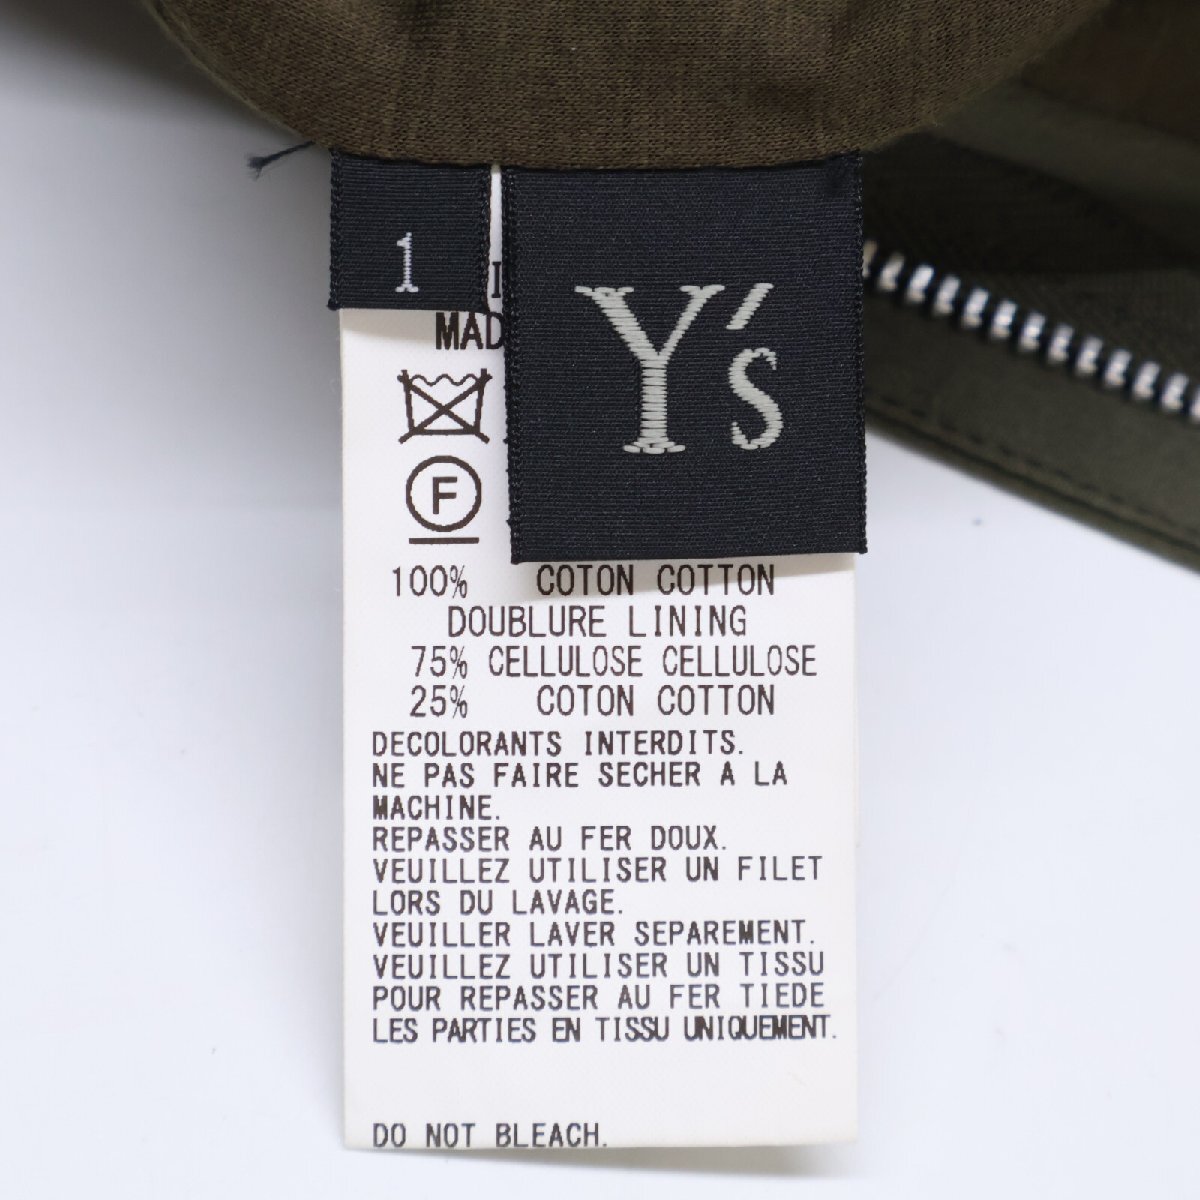 1
Y's
MAD
F
100% COTON COTTON
DOUBLURE LINING
75% CELLULOSE CELLULOSE
25% COTON COTTON
DECOLORANTS INTERDITS.
NE PAS FAIRE SECHER A LA
MACHINE.
REPASSER AU FER DOUX.
VEUILLEZ UTILISER UN FILET
LORS DU LAVAGE.
VEUILLER LAVER SEPAREMENT.
VEUILLEZ UTILISER UN TISSU
POUR REPASSER AU FER TIEDE
LES PARTIES EN TISSU UNIQUEMENT.
DO NOT BLEACH.